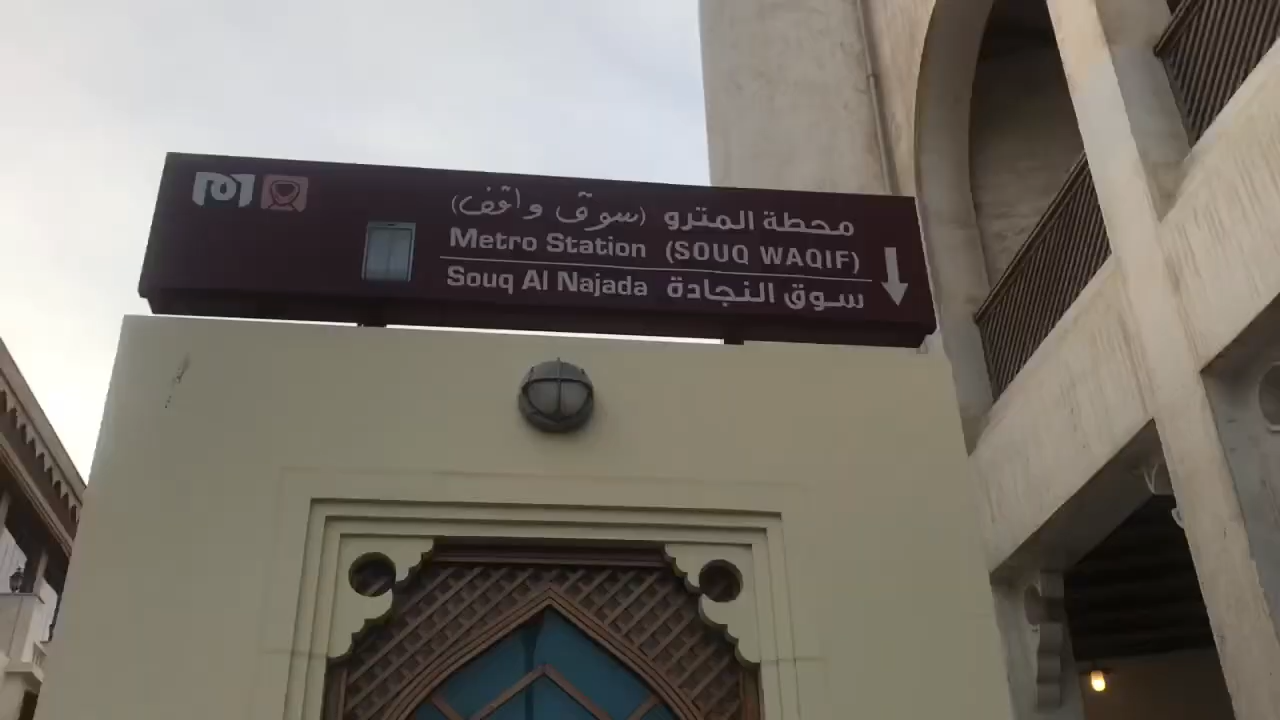 محطة المترو (سوق واقف)
Metro Station (SOUQ WAQIF)
Souq Al Najada سوق النجادة